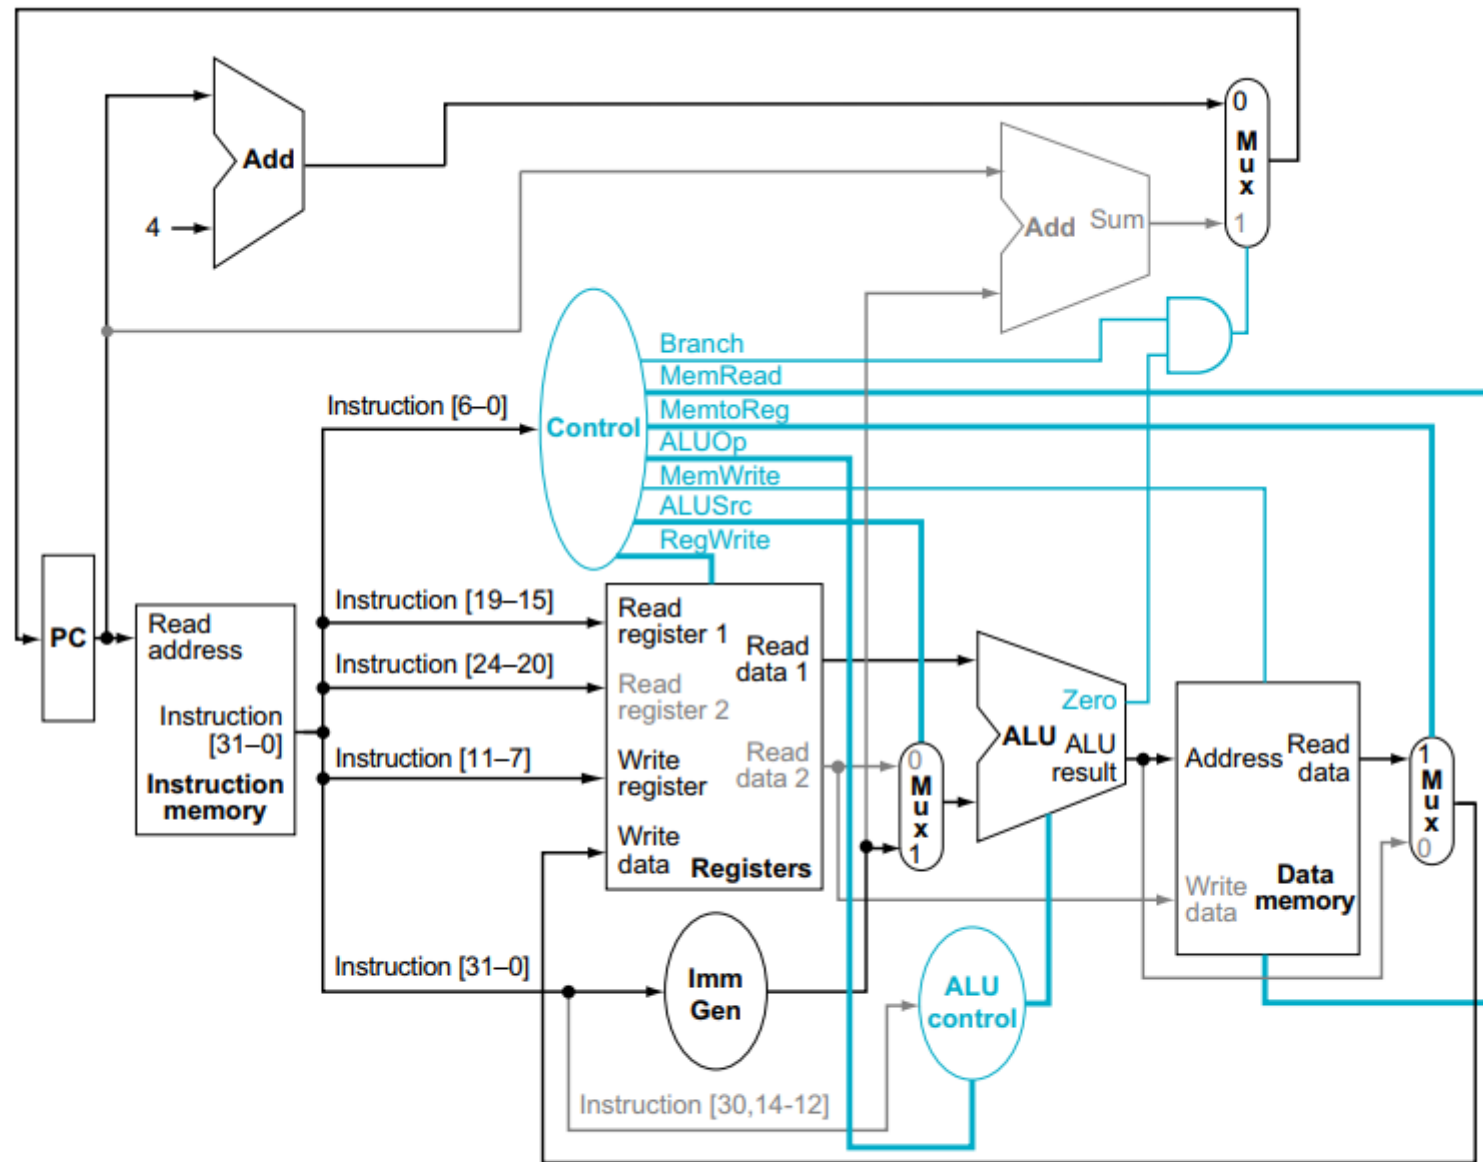 0
M
u
x
1
Add
4
Add Sum
Branch
MemRead
MemtoReg
ALUOp
MemWrite
ALUSrc
RegWrite
Control
Instruction [6–0]
Instruction [19–15]
Instruction [24–20]
Instruction [11–7]
Instruction [31–0]
PC
Read
address
Instruction
[31–0]
Instruction
memory
Read
register 1
Read
register 2
Write
register
Write
data
Read
data 1
Read
data 2
Registers
0
M
u
x
1
Zero
ALU
ALU
result
Address
Read
data
Write
data
Data
memory
1
M
u
x
0
Imm
Gen
ALU
control
Instruction [30,14-12]